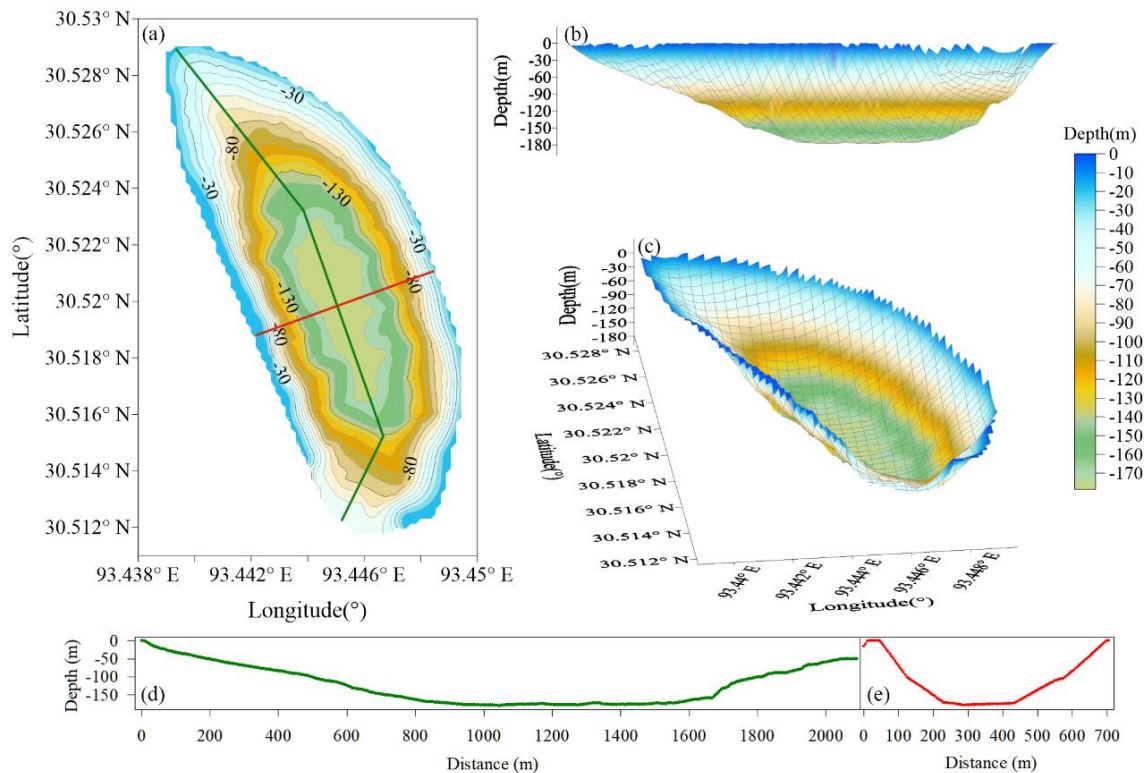 30.53° N
30.528° N
30.526° N
30.524° N
30.522° N
30.52° N
30.518° N
30.516° N
30.514° N
30.512° N
Latitude(°)
(a)
-30
-80
-130
-30
-30
-80
-130
-80
-30
-80
93.438° E
93.442° E
93.446° E
93.45° E
Longitude(°)
(b)
Depth(m)
0
-30
-60
-90
-120
-150
-180
(c)
Depth(m)
0
-30
-60
-90
-120
-150
-180
30.528° N
30.526° N
30.524° N
30.522° N
30.52° N
30.518° N
30.516° N
30.514° N
30.512° N
Latitude(°)
93.44° E
93.442° E
93.444° E
93.446° E
93.448° E
Longitude(°)
Depth(m)
0
-10
-20
-30
-40
-50
-60
-70
-80
-90
-100
-110
-120
-130
-140
-150
-160
-170
Depth (m)
0
-50
-100
-150
(d)
0
200
400
600
800
1000
1200
1400
1600
1800
2000
Distance (m)
(e)
0
100
200
300
400
500
600
700
Distance (m)